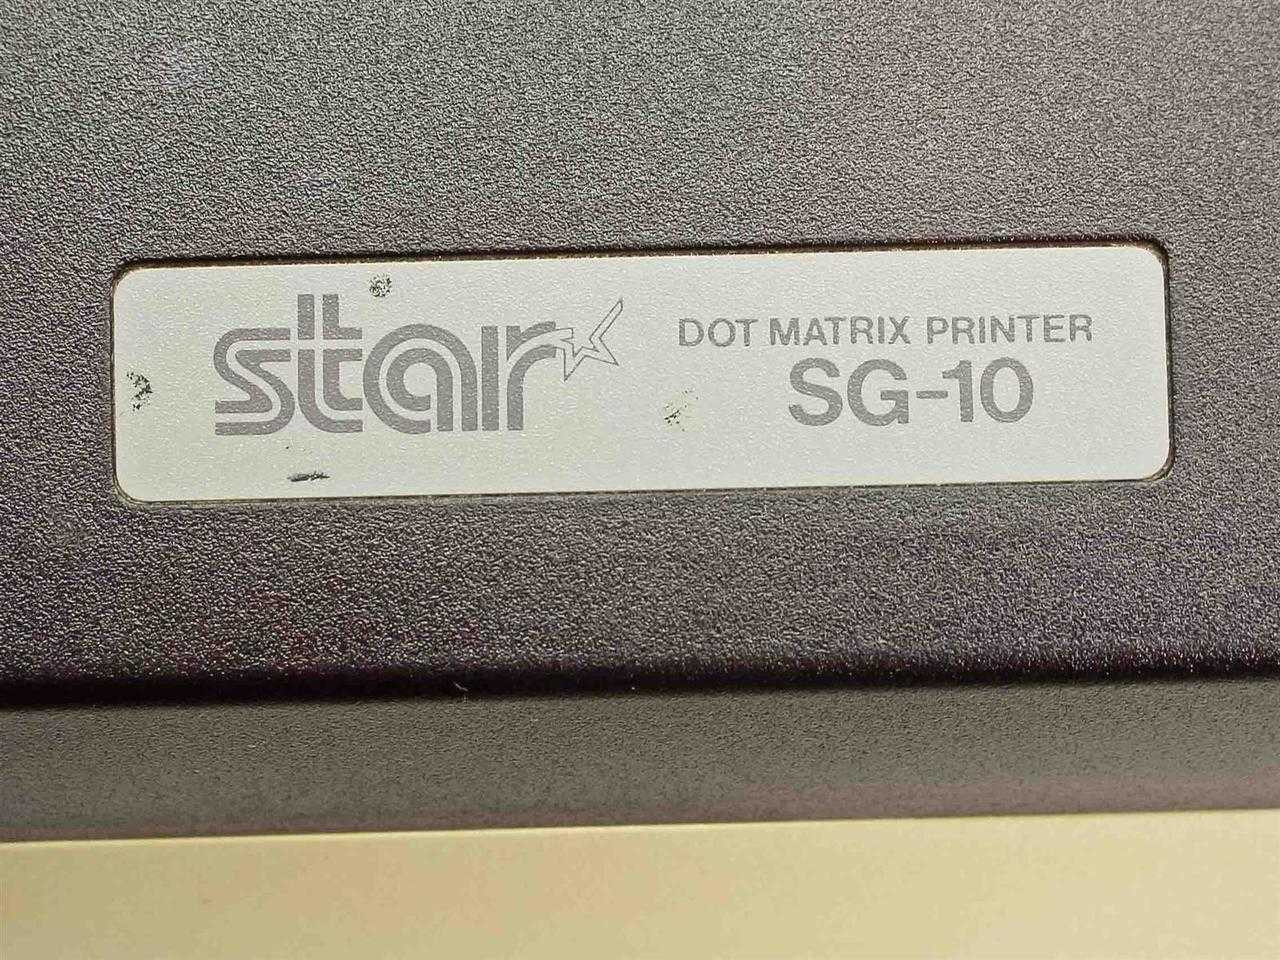 star
DOT MATRIX PRINTER
SG-10